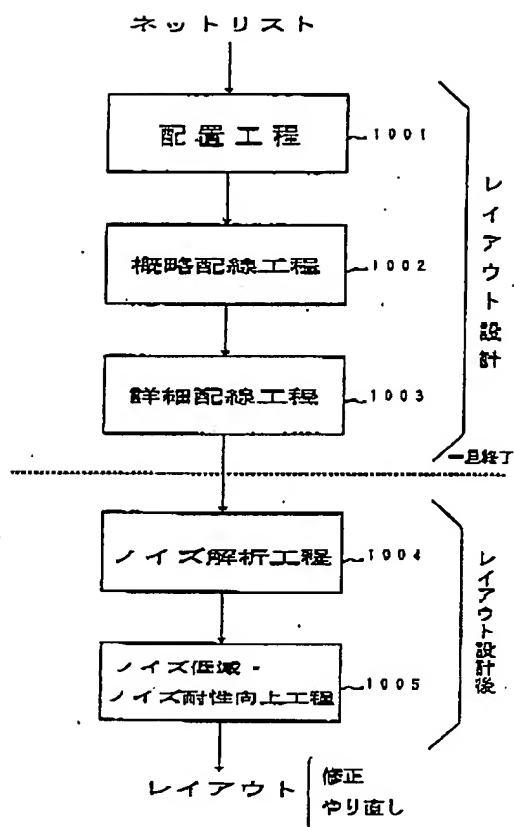 ネットリスト
配置工程
1001
概略配線工程
1002
詳細配線工程
1003
レイアウト設計
一旦終了
ノイズ解析工程
1004
ノイズ低減・
ノイズ耐性向上工程
1005
レイアウト設計後
レイアウト
修正
やり直し